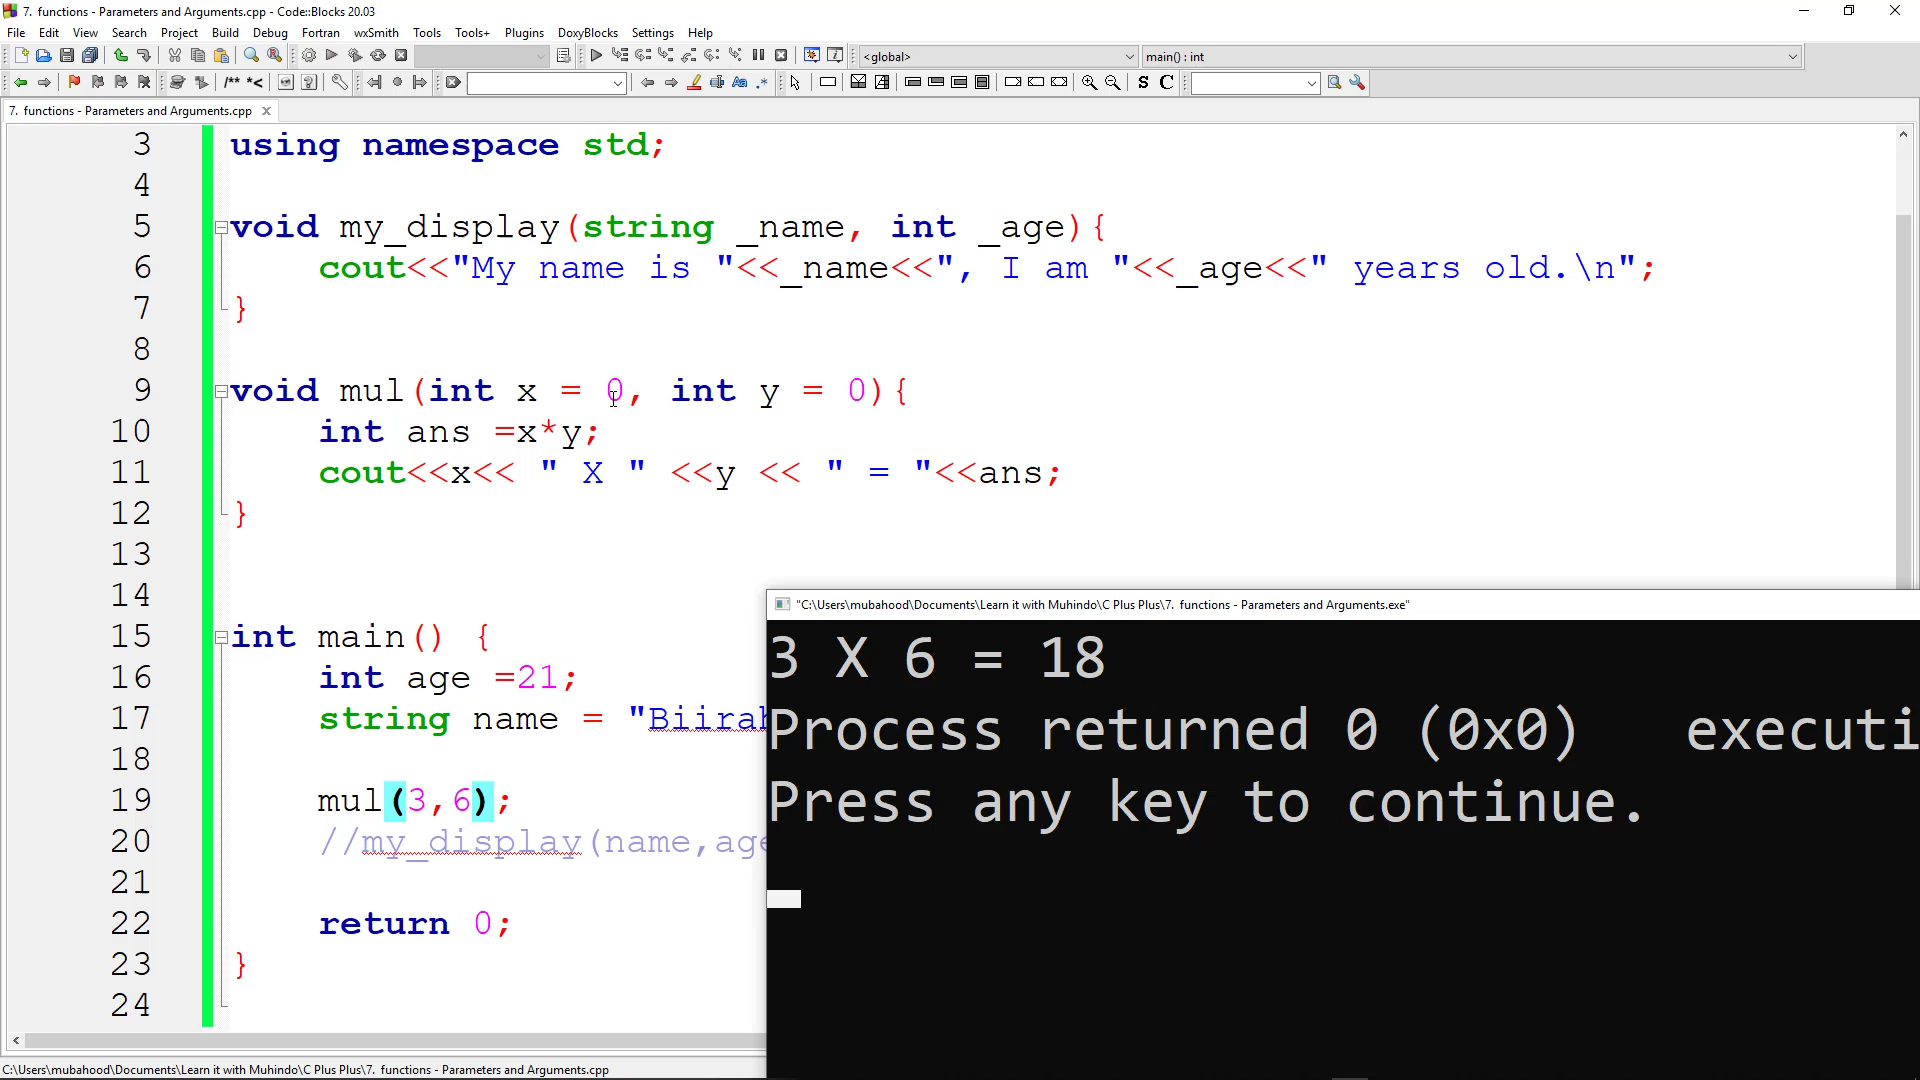 7. functions - Parameters and Arguments.cpp - Code::Blocks 20.03
File Edit View Search Project Build Debug Fortran wxSmith Tools Tools+ Plugins DoxyBlocks Settings Help
<global> main() : int
/** *< Aa .* S C
7. functions - Parameters and Arguments.cpp
3 using namespace std;
4
5 void my_display(string _name, int _age){
6 cout<<"My name is "<<_name<<", I am "<<_age<<" years old.\n";
7 }
8
9 void mul(int x = 0, int y = 0){
10 int ans =x*y;
11 cout<<x<< " X " <<y << " = "<<ans;
12 }
13
14
15 int main() {
16 int age =21;
17 string name = "Biirah
18
19 mul(3,6);
20 //my_display(name,age
21
22 return 0;
23 }
24
"C:\Users\mubahood\Documents\Learn it with Muhindo\C Plus Plus\7. functions - Parameters and Arguments.exe"
3 X 6 = 18
Process returned 0 (0x0) executi
Press any key to continue.
C:\Users\mubahood\Documents\Learn it with Muhindo\C Plus Plus\7. functions - Parameters and Arguments.cpp